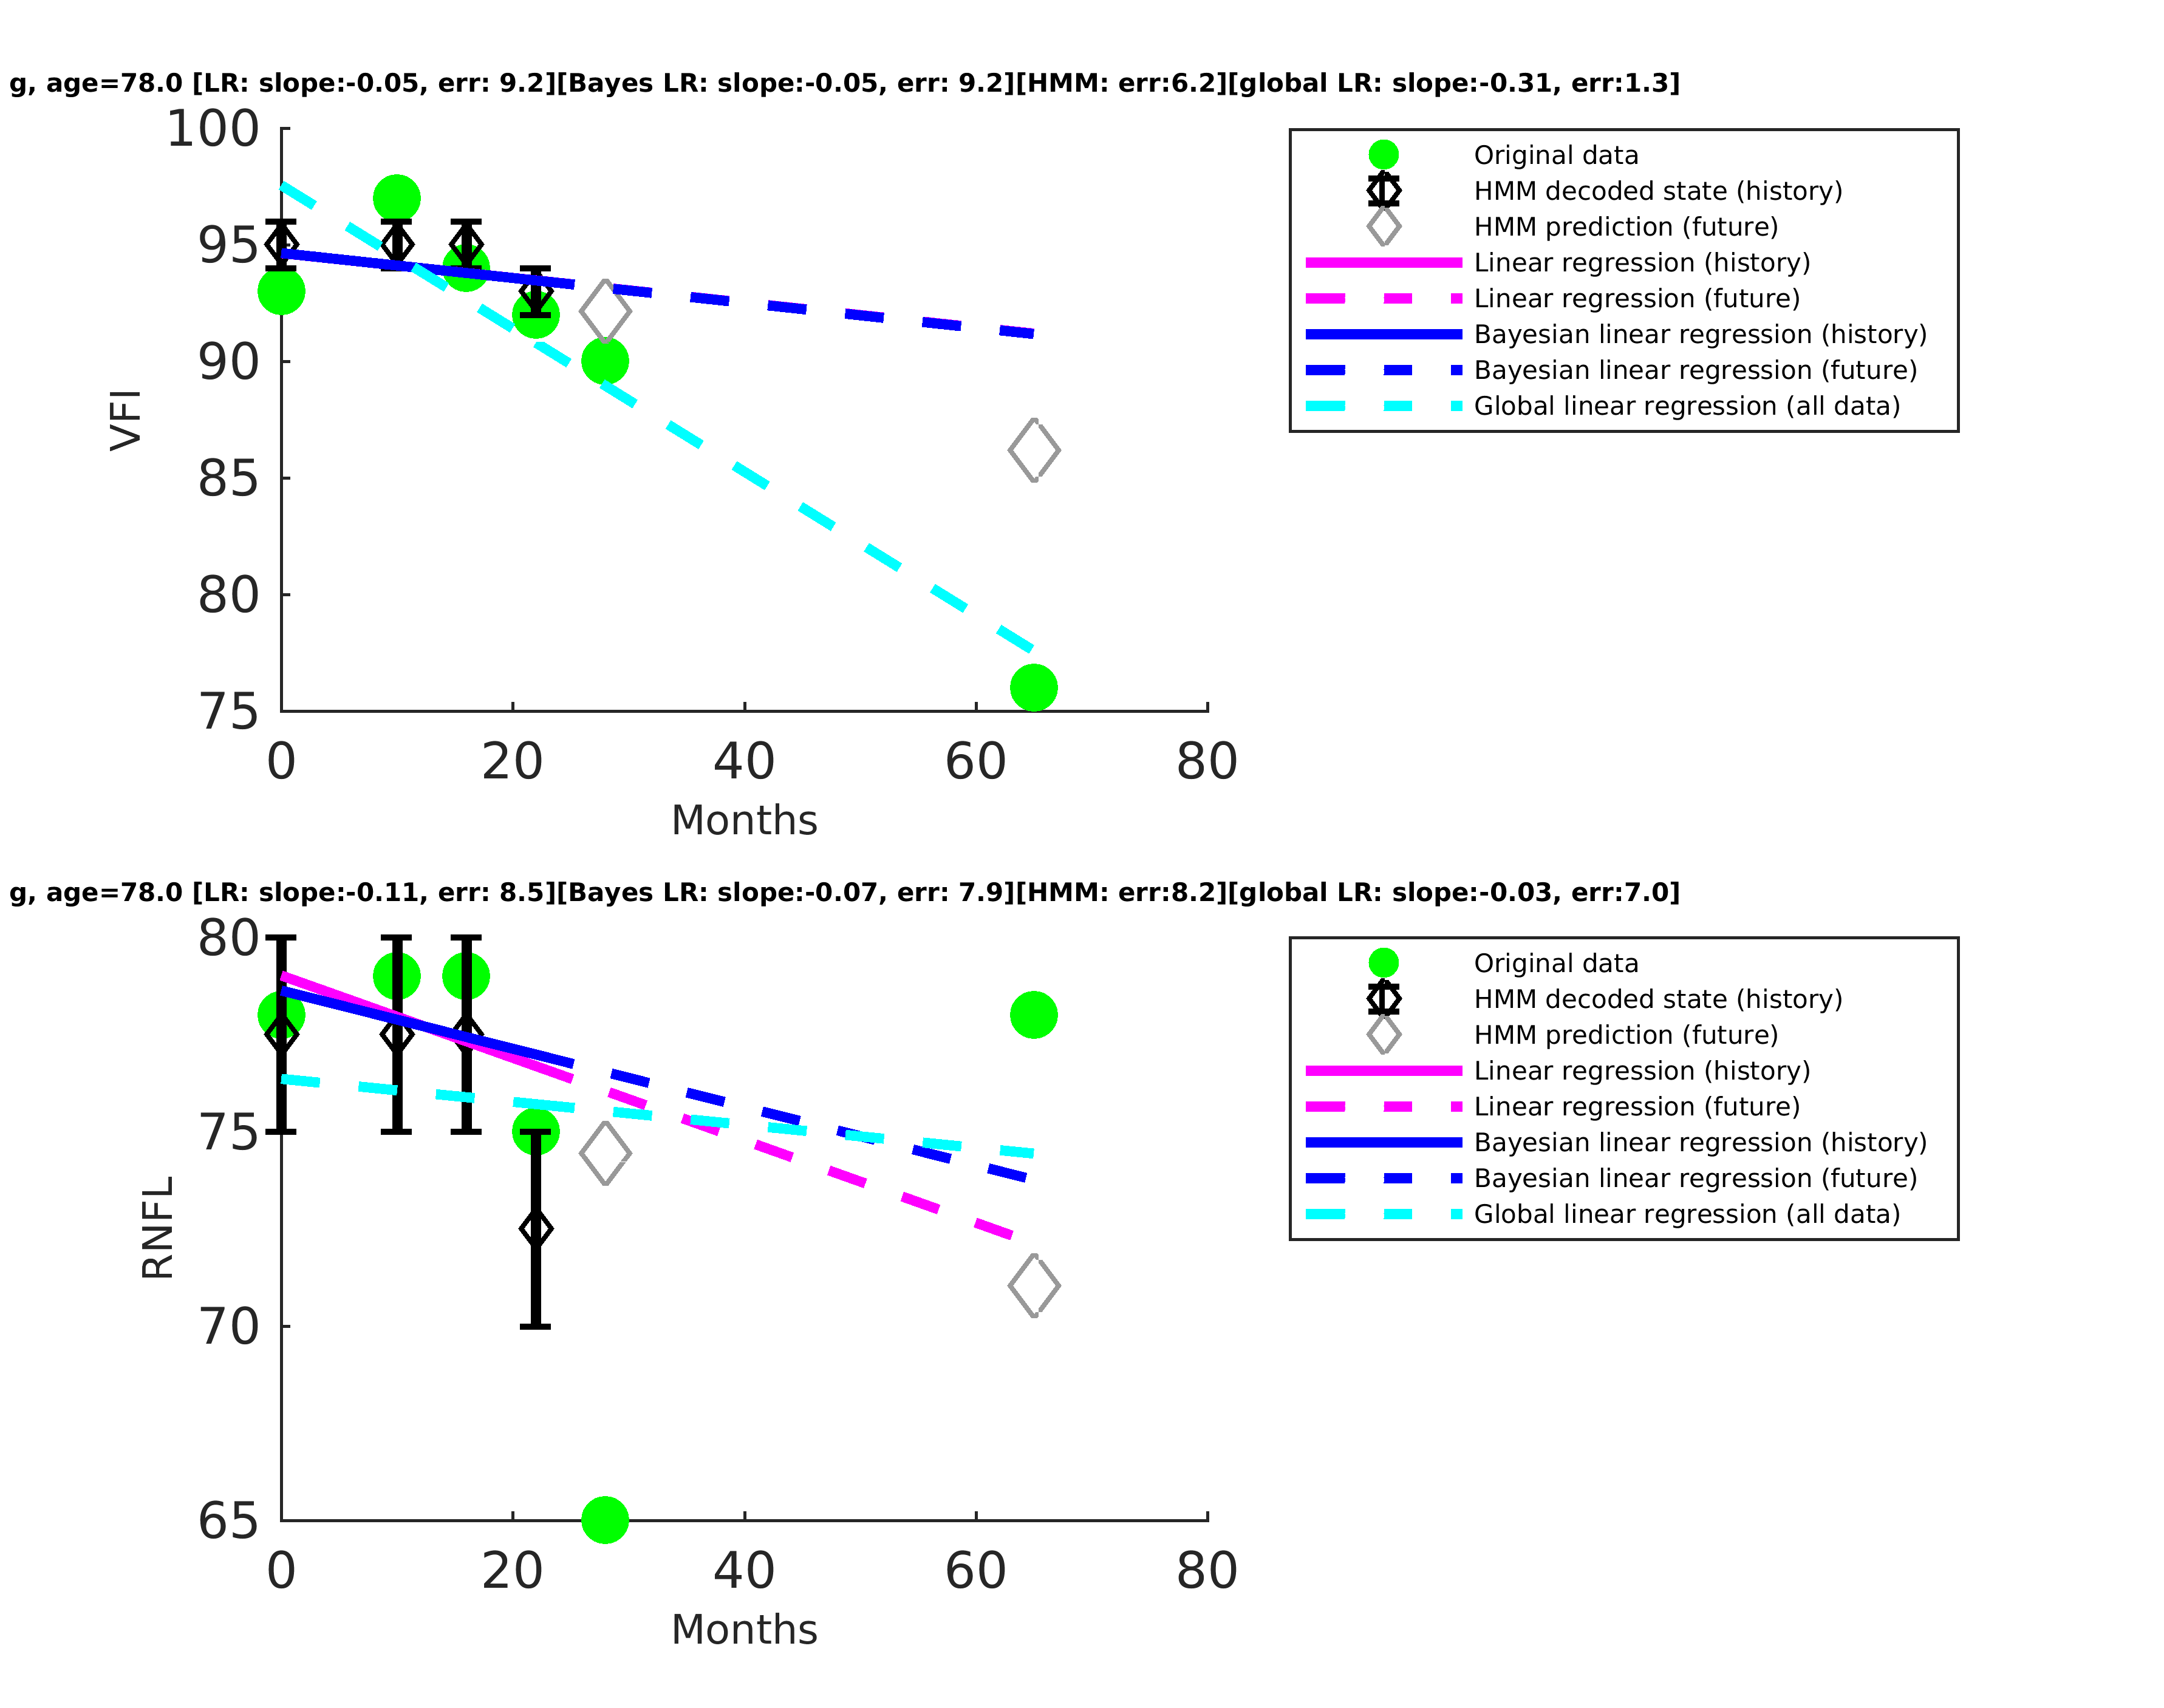 g, age=78.0 [LR: slope:-0.05, err: 9.2][Bayes LR: slope:-0.05, err: 9.2][HMM: err:6.2][global LR: slope:-0.31, err:1.3]
100
95
90
85
80
75
VFI
0 20 40 60 80
Months
Original data
HMM decoded state (history)
HMM prediction (future)
Linear regression (history)
Linear regression (future)
Bayesian linear regression (history)
Bayesian linear regression (future)
Global linear regression (all data)
g, age=78.0 [LR: slope:-0.11, err: 8.5][Bayes LR: slope:-0.07, err: 7.9][HMM: err:8.2][global LR: slope:-0.03, err:7.0]
80
75
70
65
RNFL
0 20 40 60 80
Months
Original data
HMM decoded state (history)
HMM prediction (future)
Linear regression (history)
Linear regression (future)
Bayesian linear regression (history)
Bayesian linear regression (future)
Global linear regression (all data)